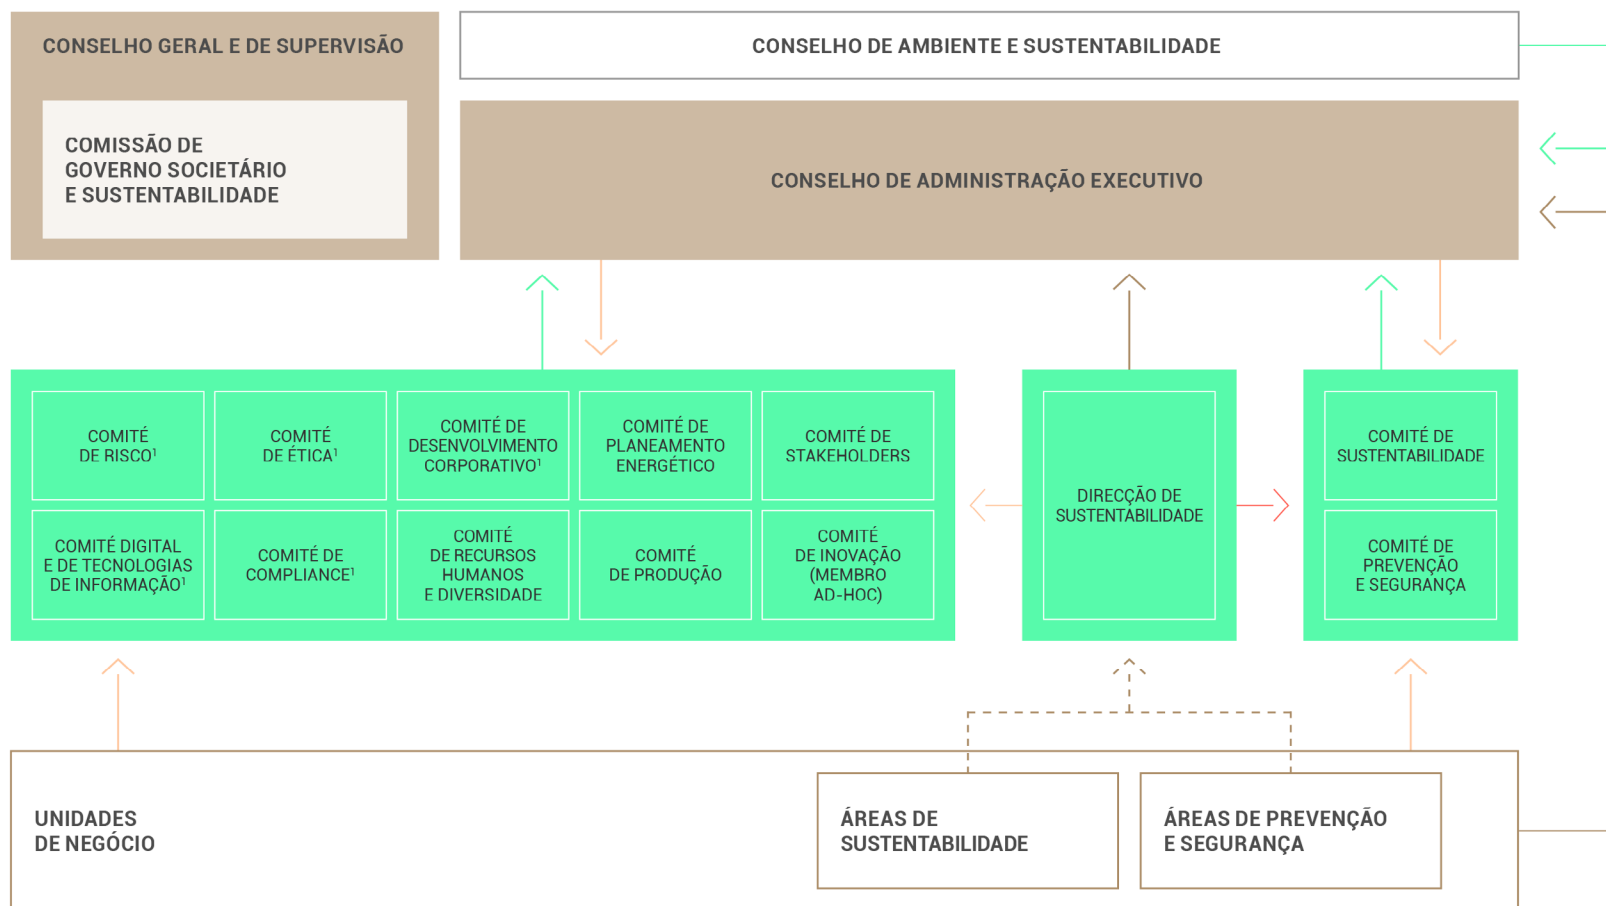 CONSELHO GERAL E DE SUPERVISÃO
COMISSÃO DE
GOVERNO SOCIETÁRIO
E SUSTENTABILIDADE
CONSELHO DE AMBIENTE E SUSTENTABILIDADE
CONSELHO DE ADMINISTRAÇÃO EXECUTIVO
COMITÉ
DE RISCO¹
COMITÉ
DE ÉTICA¹
COMITÉ DE
DESENVOLVIMENTO
CORPORATIVO¹
COMITÉ DE
PLANEAMENTO
ENERGÉTICO
COMITÉ DE
STAKEHOLDERS
COMITÉ DIGITAL
E DE TECNOLOGIAS
DE INFORMAÇÃO¹
COMITÉ DE
COMPLIANCE¹
COMITÉ
DE RECURSOS
HUMANOS
E DIVERSIDADE
COMITÉ
DE PRODUÇÃO
COMITÉ
DE INOVAÇÃO
(MEMBRO
AD-HOC)
DIRECÇÃO DE
SUSTENTABILIDADE
COMITÉ DE
SUSTENTABILIDADE
COMITÉ DE
PREVENÇÃO
E SEGURANÇA
UNIDADES
DE NEGÓCIO
ÁREAS DE
SUSTENTABILIDADE
ÁREAS DE PREVENÇÃO
E SEGURANÇA